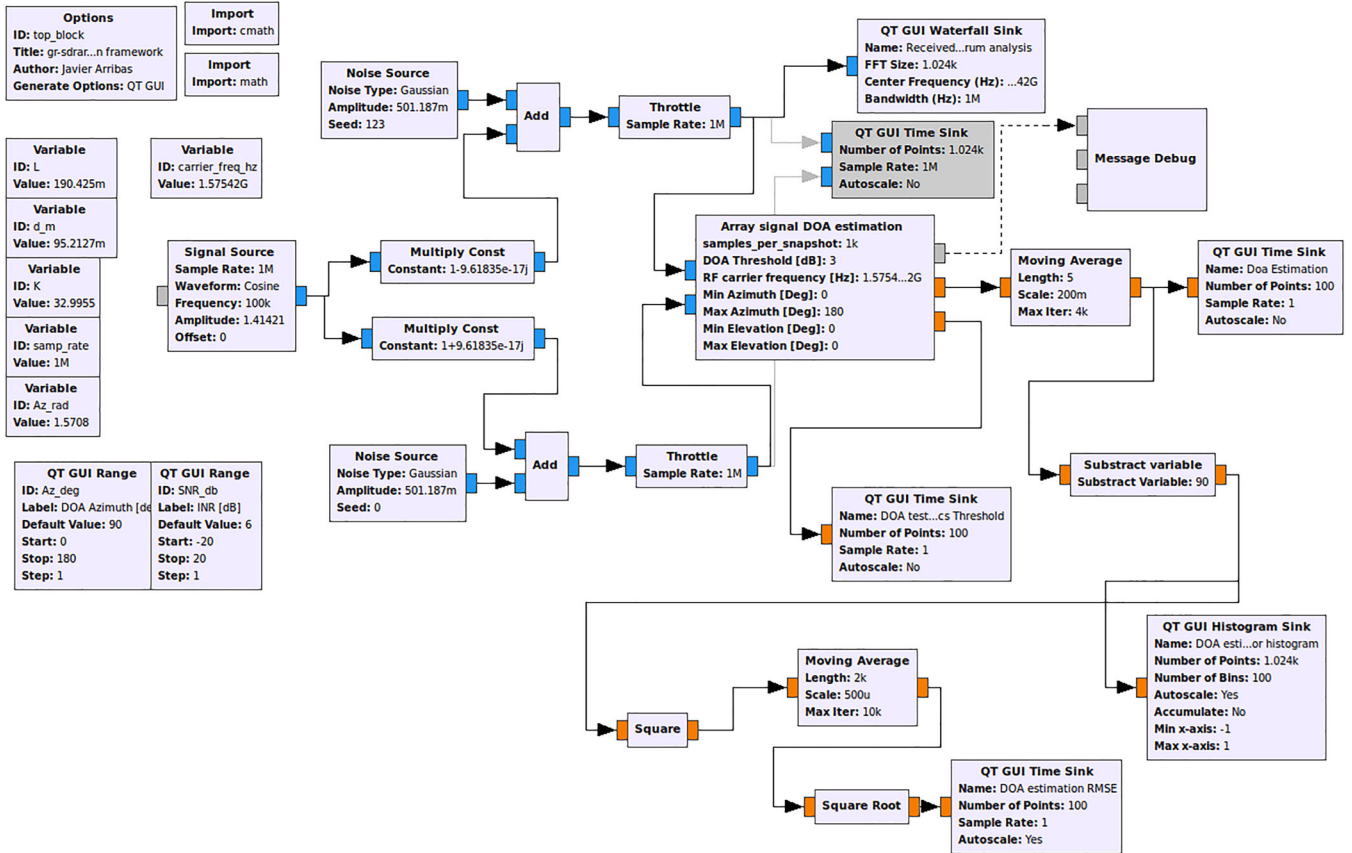 Options
ID: top_block
Title: gr-sdrar...n framework
Author: Javier Arribas
Generate Options: QT GUI
Import
Import: cmath
Import
Import: math
Variable
ID: L
Value: 190.425m
Variable
ID: d_m
Value: 95.2127m
Variable
ID: K
Value: 32.9955
Variable
ID: samp_rate
Value: 1M
Variable
ID: Az_rad
Value: 1.5708
Variable
ID: carrier_freq_hz
Value: 1.57542G
QT GUI Range
ID: Az_deg
Label: DOA Azimuth [de
Default Value: 90
Start: 0
Stop: 180
Step: 1
QT GUI Range
ID: SNR_db
Label: INR [dB]
Default Value: 6
Start: -20
Stop: 20
Step: 1
Signal Source
Sample Rate: 1M
Waveform: Cosine
Frequency: 100k
Amplitude: 1.41421
Offset: 0
Noise Source
Noise Type: Gaussian
Amplitude: 501.187m
Seed: 123
Add
Throttle
Sample Rate: 1M
Multiply Const
Constant: 1-9.61835e-17j
Multiply Const
Constant: 1+9.61835e-17j
Noise Source
Noise Type: Gaussian
Amplitude: 501.187m
Seed: 0
Add
Throttle
Sample Rate: 1M
QT GUI Waterfall Sink
Name: Received...rum analysis
FFT Size: 1.024k
Center Frequency (Hz): ...42G
Bandwidth (Hz): 1M
QT GUI Time Sink
Number of Points: 1.024k
Sample Rate: 1M
Autoscale: No
Message Debug
Array signal DOA estimation
samples_per_snapshot: 1k
DOA Threshold [dB]: 3
RF carrier frequency [Hz]: 1.5754...2G
Min Azimuth [Deg]: 0
Max Azimuth [Deg]: 180
Min Elevation [Deg]: 0
Max Elevation [Deg]: 0
Moving Average
Length: 5
Scale: 200m
Max Iter: 4k
QT GUI Time Sink
Name: Doa Estimation
Number of Points: 100
Sample Rate: 1
Autoscale: No
Substract variable
Substract Variable: 90
QT GUI Time Sink
Name: DOA test...cs Threshold
Number of Points: 100
Sample Rate: 1
Autoscale: No
QT GUI Histogram Sink
Name: DOA esti...or histogram
Number of Points: 1.024k
Number of Bins: 100
Autoscale: Yes
Accumulate: No
Min x-axis: -1
Max x-axis: 1
Square
Moving Average
Length: 2k
Scale: 500u
Max Iter: 10k
Square Root
QT GUI Time Sink
Name: DOA estimation RMSE
Number of Points: 100
Sample Rate: 1
Autoscale: Yes